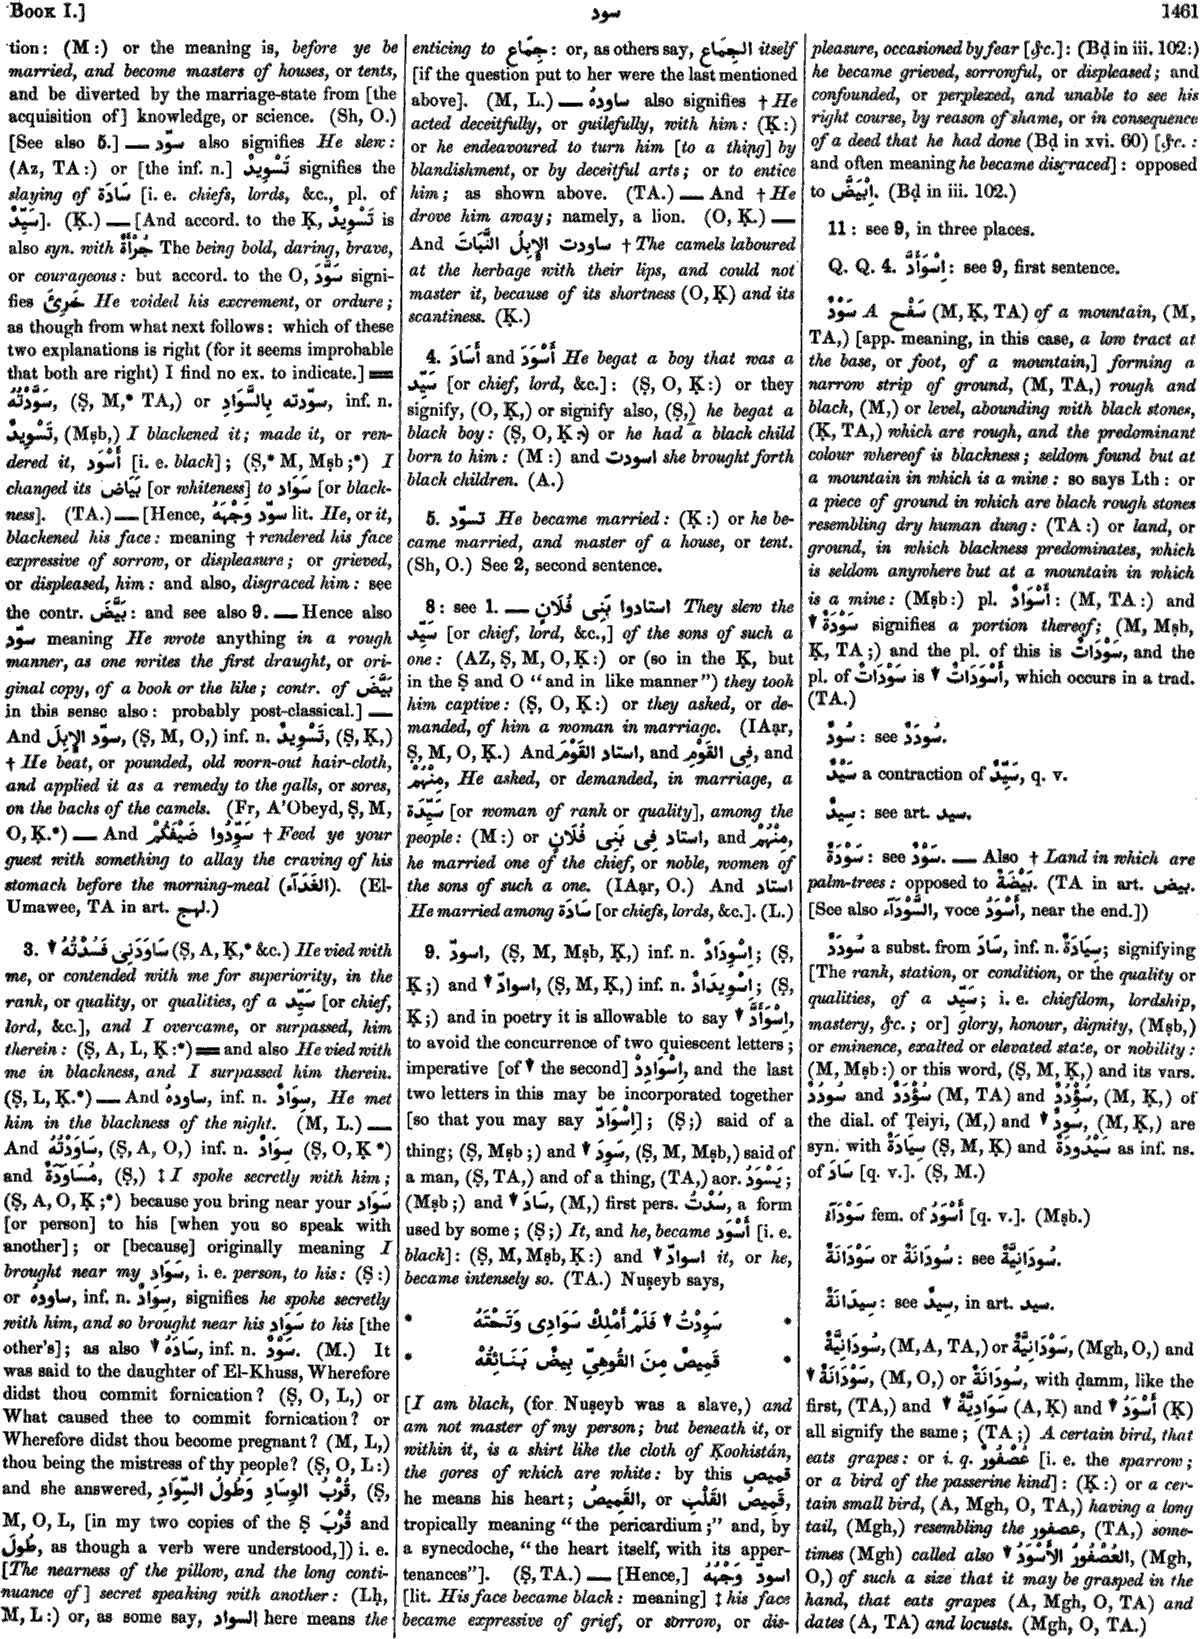 Book I.]
سود
1461
tion: (M:) or the meaning is, before ye be
married, and become masters of houses, or tents,
and be diverted by the marriage-state from [the
acquisition of] knowledge, or science. (Sh, O.)
[See also 5.] — سوّد also signifies He slew:
(Az, TA:) or [the inf. n.] تَسْوِيدٌ signifies the
slaying of سَادَة [i. e. chiefs, lords, &c., pl. of
سَيِّدٌ]. (Ḳ.) — [And accord. to the Ḳ, تَسْوِيدٌ is
also syn. with جُرْأَةٌ The being bold, daring, brave,
or courageous: but accord. to the O, سَوَّدَ signi-
fies خَرِئَ He voided his excrement, or ordure;
as though from what next follows: which of these
two explanations is right (for it seems improbable
that both are right) I find no ex. to indicate.] ==
سَوَّدْتُهُ, (Ṣ, M,* TA,) or سوّدته بِالسَّوَادِ, inf. n.
تَسْوِيدٌ, (Mṣb,) I blackened it; made it, or ren-
dered it, أَسْوَد [i. e. black]; (Ṣ,* M, Mṣb;*) I
changed its بَيَاض [or whiteness] to سَوَاد [or black-
ness]. (TA.) — [Hence, سوّد وَجْهَهُ lit. He, or it,
blackened his face: meaning † rendered his face
expressive of sorrow, or displeasure; or grieved,
or displeased, him: and also, disgraced him: see
the contr. بَيَّضَ: and see also 9. — Hence also
سوّد meaning He wrote anything in a rough
manner, as one writes the first draught, or ori-
ginal copy, of a book or the like; contr. of بَيَّضَ
in this sense also: probably post-classical.] —
And سوّد الإِبِلَ, (Ṣ, M, O,) inf. n. تَسْوِيدٌ, (Ṣ, Ḳ,)
† He beat, or pounded, old worn-out hair-cloth,
and applied it as a remedy to the galls, or sores,
on the backs of the camels. (Fr, A'Obeyd, Ṣ, M,
O, Ḳ.*) — And سَوِّدُوا ضَيْفَكُمْ † Feed ye your
guest with something to allay the craving of his
stomach before the morning-meal (الغَدَآء). (El-
Umawee, TA in art. لهج.)
3. سَاوَدَنِى فَسُدْتُهُ ▼ (Ṣ, A, Ḳ,* &c.) He vied with
me, or contended with me for superiority, in the
rank, or quality, or qualities, of a سَيِّد [or chief,
lord, &c.], and I overcame, or surpassed, him
therein: (Ṣ, A, L, Ḳ:*) == and also He vied with
me in blackness, and I surpassed him therein.
(Ṣ, L, Ḳ.*) — And ساودهُ, inf. n. سِوَادٌ, He met
him in the blackness of the night. (M, L.) —
And سَاوَدْتُهُ, (Ṣ, A, O,) inf. n. سِوَادٌ (Ṣ, O, Ḳ*)
and مُسَاوَدَةٌ, (Ṣ,) ‡ I spoke secretly with him;
(Ṣ, A, O, Ḳ;*) because you bring near your سَوَاد
[or person] to his [when you so speak with
another]; or [because] originally meaning I
brought near my سَوَاد, i. e. person, to his: (Ṣ:)
or ساودهُ, inf. n. سِوَادٌ, signifies he spoke secretly
with him, and so brought near his سَوَاد to his [the
other's]; as also سَادَهُ ▼, inf. n. سَوْدٌ. (M.) It
was said to the daughter of El-Khuss, Wherefore
didst thou commit fornication? (Ṣ, O, L,) or
What caused thee to commit fornication? or
Wherefore didst thou become pregnant? (M, L,)
thou being the mistress of thy people? (Ṣ, O, L:)
and she answered, قُرْبُ الوِسَادِ وَطُولُ السِّوَادِ, (Ṣ,
M, O, L, [in my two copies of the Ṣ قُرْبَ and
طُولَ, as though a verb were understood,]) i. e.
[The nearness of the pillow, and the long conti-
nuance of] secret speaking with another: (Lḥ,
M, L:) or, as some say, السواد here means the
enticing to جِمَاع: or, as others say, الجِمَاع itself
[if the question put to her were the last mentioned
above]. (M, L.) — ساودهُ also signifies † He
acted deceitfully, or guilefully, with him: (Ḳ:)
or he endeavoured to turn him [to a thing] by
blandishment, or by deceitful arts; or to entice
him; as shown above. (TA.) — And † He
drove him away; namely, a lion. (O, Ḳ.) —
And ساودت الإِبِلُ النَّبَاتَ † The camels laboured
at the herbage with their lips, and could not
master it, because of its shortness (O, Ḳ) and its
scantiness. (Ḳ.)
4. أَسَادَ and أَسْوَدَ He begat a boy that was a
سَيِّد [or chief, lord, &c.]: (Ṣ, O, Ḳ:) or they
signify, (O, Ḳ,) or signify also, (Ṣ,) he begat a
black boy: (Ṣ, O, Ḳ:) or he had a black child
born to him: (M:) and اسودت she brought forth
black children. (A.)
5. تسوّد He became married: (Ḳ:) or he be-
came married, and master of a house, or tent.
(Sh, O.) See 2, second sentence.
8: see 1. — استادوا بَنِى فُلَانٍ They slew the
سَيِّد [or chief, lord, &c.,] of the sons of such a
one: (AZ, Ṣ, M, O, Ḳ:) or (so in the Ḳ, but
in the Ṣ and O "and in like manner") they took
him captive: (Ṣ, O, Ḳ:) or they asked, or de-
manded, of him a woman in marriage. (IAạr,
Ṣ, M, O, Ḳ.) And استاد القَوْمَ, and فِى القَوْمِ, and
مِنْهُمْ, He asked, or demanded, in marriage, a
سَيِّدَة [or woman of rank or quality], among the
people: (M:) or استاد فِى بَنِى فُلَانٍ, and مِنْهُمْ,
he married one of the chief, or noble, women of
the sons of such a one. (IAạr, O.) And استاد
He married among سَادَة [or chiefs, lords, &c.]. (L.)
9. اسودّ, (Ṣ, M, Mṣb, Ḳ,) inf. n. اِسْوِدَادٌ; (Ṣ,
Ḳ;) and اسوادّ ▼, (Ṣ, M, Ḳ,) inf. n. اِسْوِيدَادٌ; (Ṣ,
Ḳ;) and in poetry it is allowable to say اِسْوَأَدَّ ▼,
to avoid the concurrence of two quiescent letters;
imperative [of ▼ the second] اِسْوَادِدْ, and the last
two letters in this may be incorporated together
[so that you may say اِسْوَادِّ]; (Ṣ;) said of a
thing; (Ṣ, Mṣb;) and سَوِدَ ▼, (Ṣ, M, Mṣb,) said of
a man, (Ṣ, TA,) and of a thing, (TA,) aor. يَسْوَدُ;
(Mṣb;) and سَادَ ▼, (M,) first pers. سُدْتُ, a form
used by some; (Ṣ;) It, and he, became أَسْوَد [i. e.
black]: (Ṣ, M, Mṣb, Ḳ:) and اسوادّ ▼ it, or he,
became intensely so. (TA.) Nuṣeyb says,
* سَوِدْتُ ▼ فَلَمْ أَمْلِكْ سَوَادِى وَتَحْتَهُ *
* قَمِيصٌ مِنَ القُوهِىِّ بِيضٌ بَنَائِقُهْ *
[I am black, (for Nuṣeyb was a slave,) and
am not master of my person; but beneath it, or
within it, is a shirt like the cloth of Ḳoohistán,
the gores of which are white: by this قميص
he means his heart; القَمِيصُ, or قَمِيصُ القَلْبِ,
tropically meaning "the pericardium;" and, by
a synecdoche, "the heart itself, with its apper-
tenances"]. (Ṣ, TA.) — [Hence,] اسودّ وَجْهُهُ
[lit. His face became black: meaning] ‡ his face
became expressive of grief, or sorrow, or dis-
pleasure, occasioned by fear [&c.]: (Bḍ in iii. 102:)
he became grieved, sorrowful, or displeased; and
confounded, or perplexed, and unable to see his
right course, by reason of shame, or in consequence
of a deed that he had done (Bḍ in xvi. 60) [&c.:
and often meaning he became disgraced]: opposed
to اِبْيَضَّ. (Bḍ in iii. 102.)
11: see 9, in three places.
Q. Q. 4. اِسْوَأَدَّ: see 9, first sentence.
سَوْدٌ A سَفْح (M, Ḳ, TA) of a mountain, (M,
TA,) [app. meaning, in this case, a low tract at
the base, or foot, of a mountain,] forming a
narrow strip of ground, (M, TA,) rough and
black, (M,) or level, abounding with black stones,
(Ḳ, TA,) which are rough, and the predominant
colour whereof is blackness; seldom found but at
a mountain in which is a mine: so says Lth: or
a piece of ground in which are black rough stones
resembling dry human dung: (TA:) or land, or
ground, in which blackness predominates, which
is seldom anywhere but at a mountain in which
is a mine: (Mṣb:) pl. أَسْوَادٌ: (M, TA:) and
سَوْدَةٌ ▼ signifies a portion thereof; (M, Mṣb,
Ḳ, TA;) and the pl. of this is سَوْدَاتٌ, and the
pl. of سَوْدَاتٌ is أَسْوِدَاتٌ ▼, which occurs in a trad.
(TA.)
سُودٌ: see سُودَدٌ.
سَيْدٌ a contraction of سَيِّدٌ, q. v.
سِيدٌ: see art. سيد.
سَوْدَةٌ: see سَوْدٌ. — Also † Land in which are
palm-trees: opposed to بَيْضَةٌ. (TA in art. بيض.
[See also السَّوْدَآء, voce أَسْوَدُ, near the end.])
سُودَدٌ a subst. from سَادَ, inf. n. سِيَادَةٌ; signifying
[The rank, station, or condition, or the quality or
qualities, of a سَيِّد; i. e. chiefdom, lordship,
mastery, &c.; or] glory, honour, dignity, (Mṣb,)
or eminence, exalted or elevated state, or nobility:
(M, Mṣb:) or this word, (Ṣ, M, Ḳ,) and its vars.
سُودُدٌ and سُؤْدَدٌ (M, TA) and سُؤْدُدٌ, (M, Ḳ,) of
the dial. of Ṭeiyi, (M,) and سُودٌ ▼, (M, Ḳ,) are
syn. with سِيَادَةٌ (Ṣ, M, Ḳ) and سَيْدُودَةٌ as inf. ns.
of سَادَ [q. v.]. (Ṣ, M.)
سَوْدَآءُ fem. of أَسْوَدُ [q. v.]. (Mṣb.)
سُودَانَةٌ or سَوْدَانَةٌ: see سُودَانِيَّةٌ.
سِيدَانَةٌ: see سِيدٌ, in art. سيد.
سُودَانِيَّةٌ, (M, A, TA,) or سَوْدَانِيَّةٌ, (Mgh, O,) and
سَوْدَانَةٌ ▼, (M, O,) or سُودَانَةٌ, with ḍamm, like the
first, (TA,) and سَوَادِيَّةٌ ▼ (A, Ḳ) and أَسْوَدُ ▼ (Ḳ)
all signify the same; (TA;) A certain bird, that
eats grapes: or i. q. عُصْفُور [i. e. the sparrow;
or a bird of the passerine kind]: (Ḳ:) or a cer-
tain small bird, (A, Mgh, O, TA,) having a long
tail, (Mgh,) resembling the عصفور, (TA,) some-
times (Mgh) called also العُصْفُورُ الأَسْوَدُ ▼, (Mgh,
O,) of such a size that it may be grasped in the
hand, that eats grapes (A, Mgh, O, TA) and
dates (A, TA) and locusts. (Mgh, O, TA.)